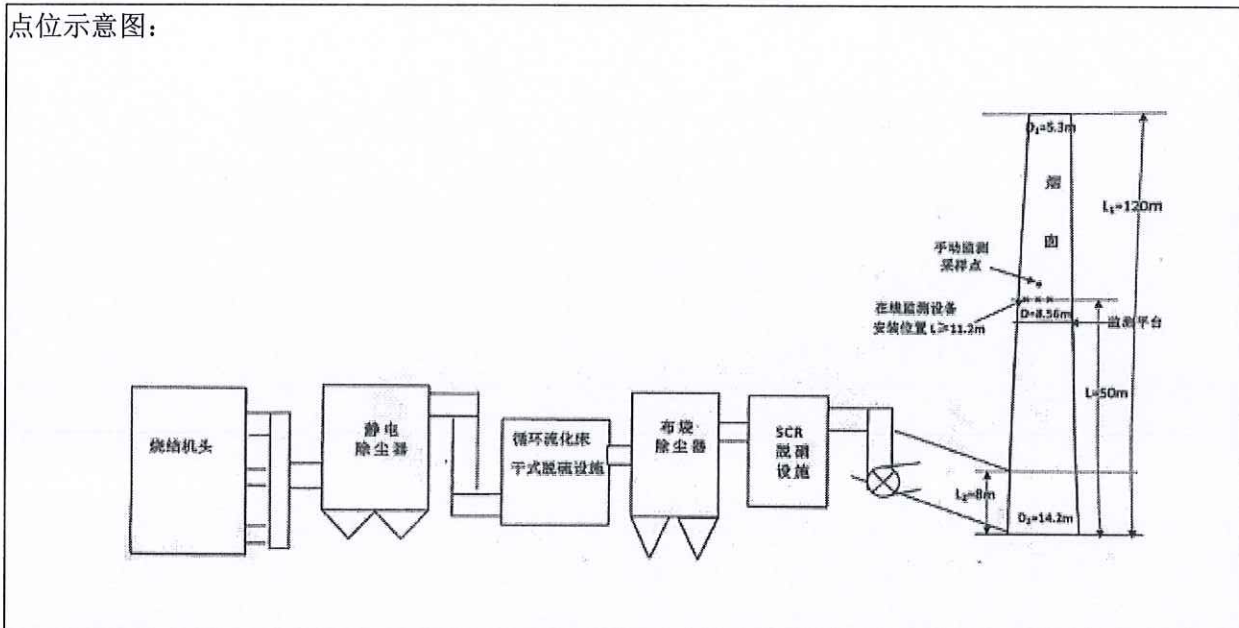 点位示意图：
D₁=5.3m
烟
囱
L₁=120m
手动监测
采样点
在线监测设备
安装位置 L≥11.2m
D=8.56m
监测平台
L=50m
烧结机头
静电
除尘器
循环流化床
干式脱硫设施
布袋
除尘器
SCR
脱硝
设施
L₂=8m
D₂=14.2m